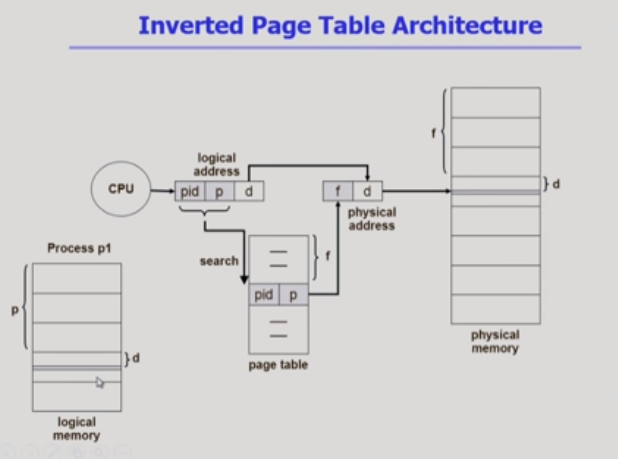 Inverted Page Table Architecture
logical
address
CPU
pid p d
f d
physical
address
f
d
Process p1
search
f
pid p
p
d
page table
physical
memory
logical
memory